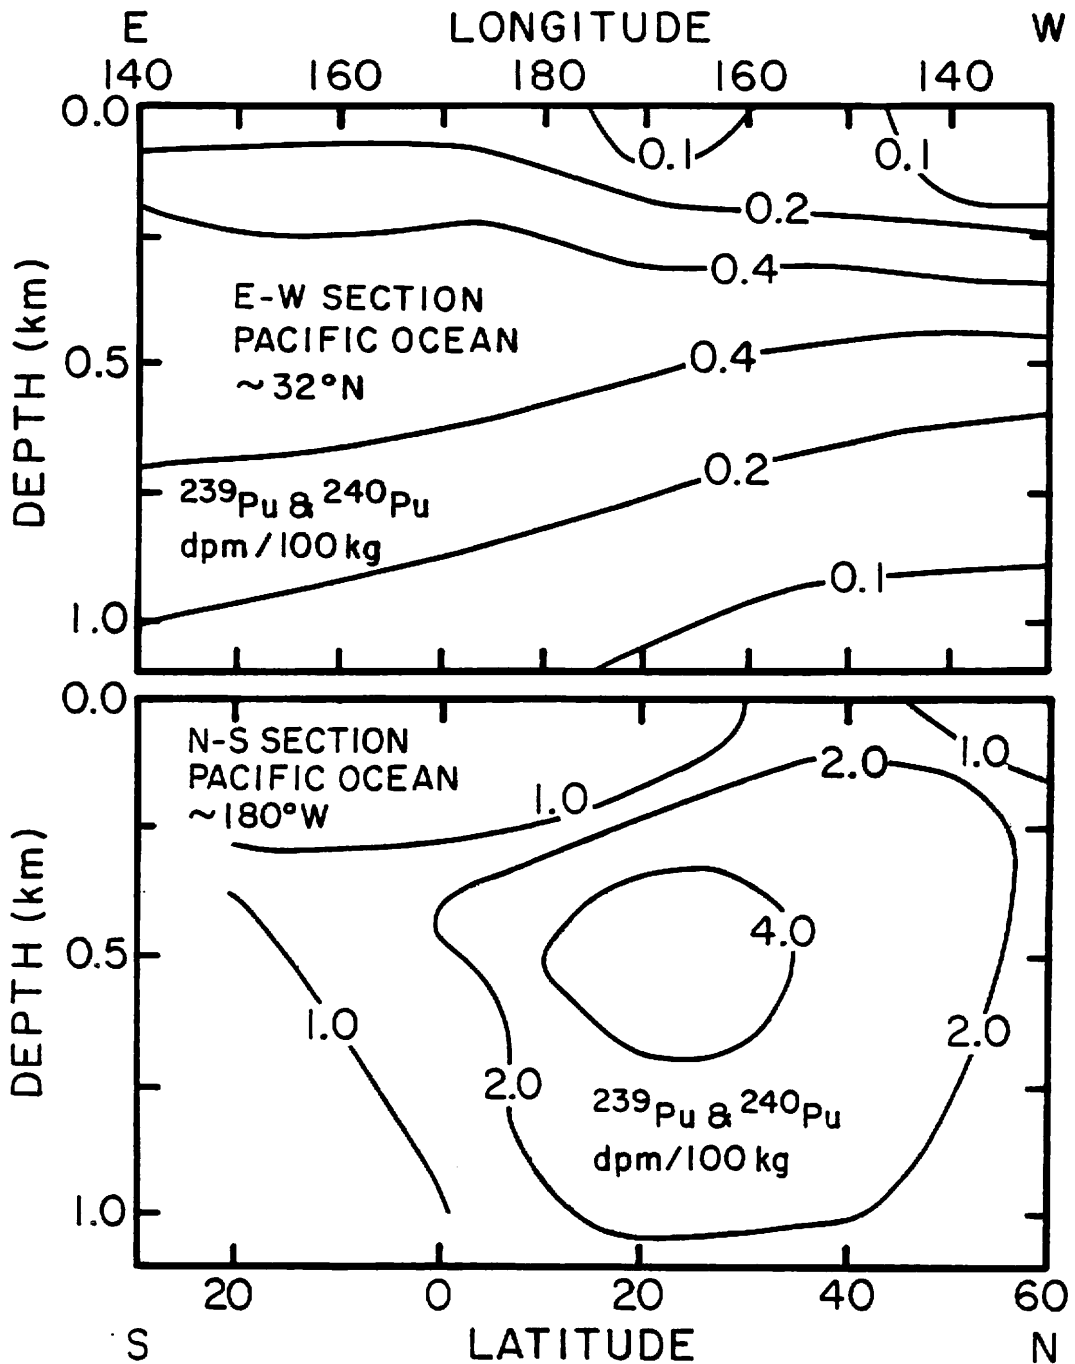 E LONGITUDE W
140 160 180 160 140
0.0
0.1 0.1
0.2
0.4
E-W SECTION
PACIFIC OCEAN
~32°N
DEPTH (km)
0.5
0.4
0.2
239Pu & 240Pu
dpm/100 kg
0.1
1.0
0.0
N-S SECTION
PACIFIC OCEAN
~180°W
1.0
2.0
1.0
DEPTH (km)
4.0
0.5
1.0
2.0
2.0
239Pu & 240Pu
dpm/100 kg
1.0
20 0 20 40 60
S LATITUDE N